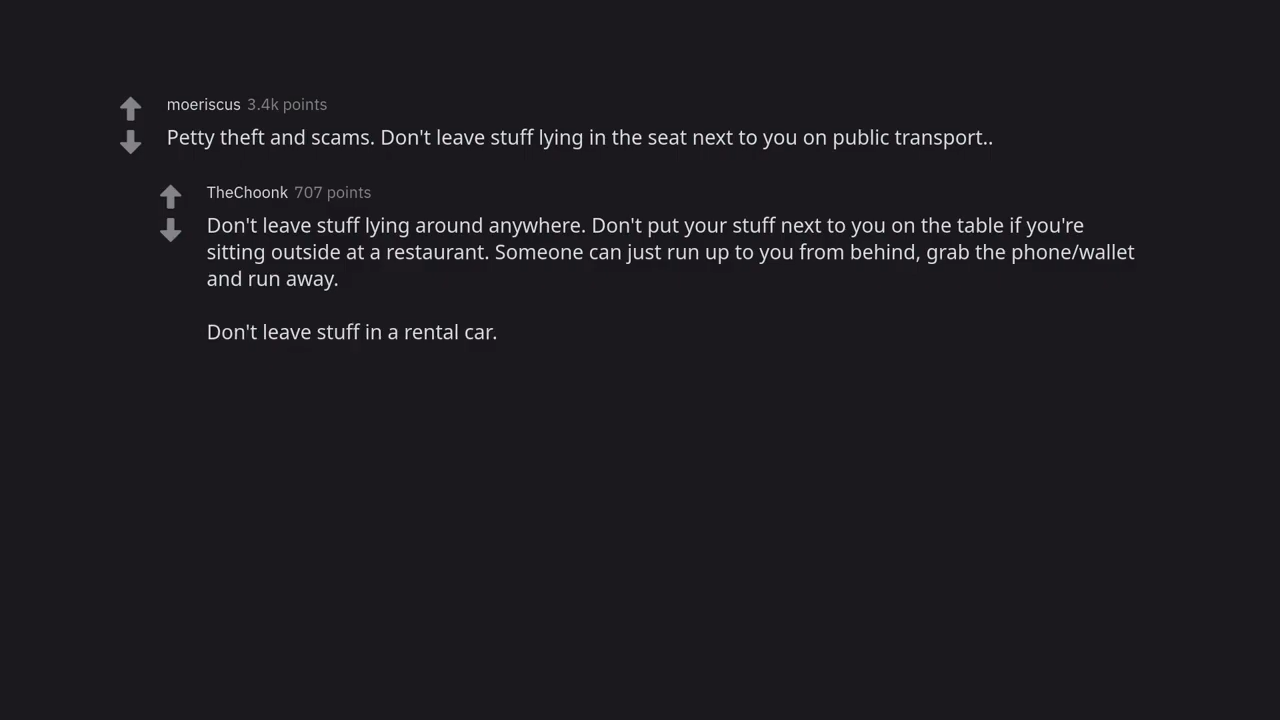 moeriscus 3.4k points
Petty theft and scams. Don't leave stuff lying in the seat next to you on public transport..
TheChoonk 707 points
Don't leave stuff lying around anywhere. Don't put your stuff next to you on the table if you're
sitting outside at a restaurant. Someone can just run up to you from behind, grab the phone/wallet
and run away.
Don't leave stuff in a rental car.